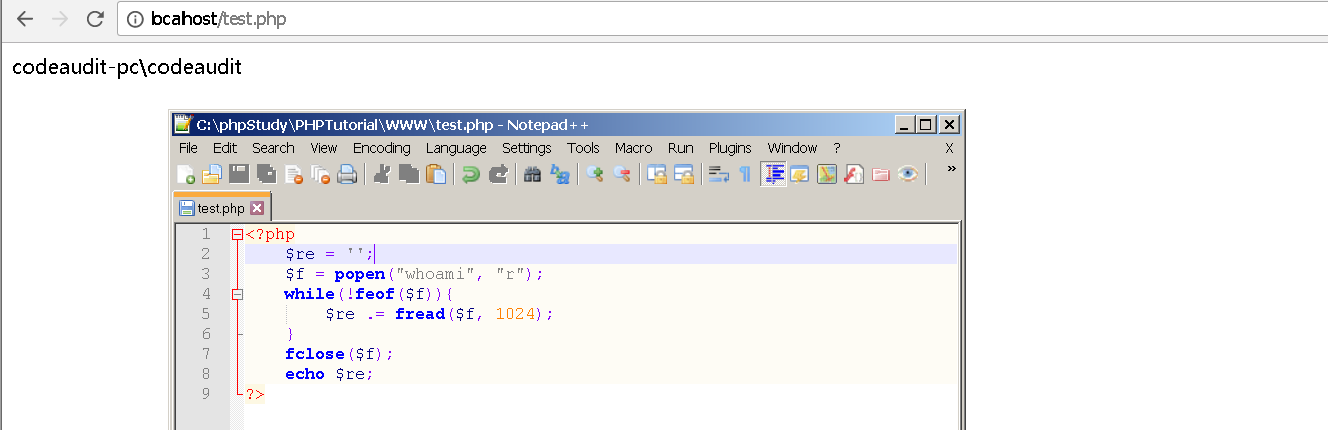 bcahost/test.php
codeaudit-pc\codeaudit
C:\phpStudy\PHPTutorial\WWW\test.php - Notepad++
File Edit Search View Encoding Language Settings Tools Macro Run Plugins Window ? X
test.php
1 <?php
2 $re = '';
3 $f = popen("whoami", "r");
4 while(!feof($f)){
5 $re .= fread($f, 1024);
6 }
7 fclose($f);
8 echo $re;
9 ?>